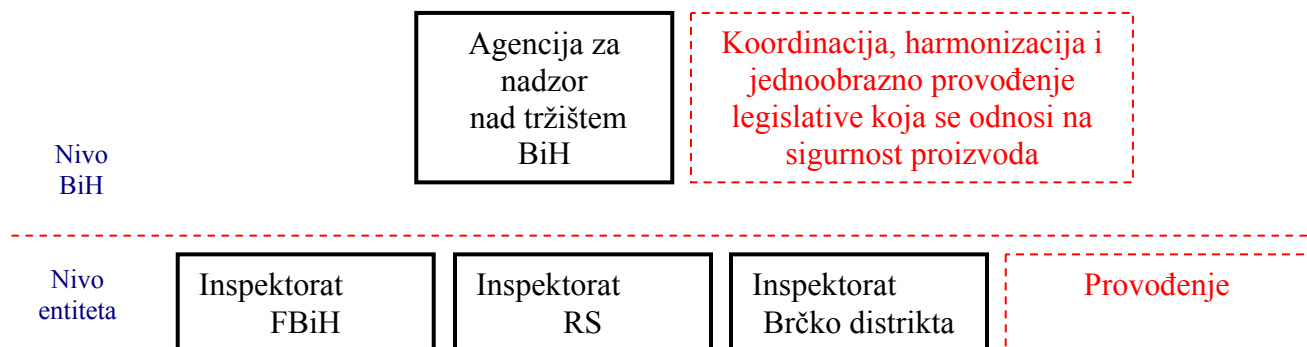 Agencija za
nadzor
nad tržištem
BiH
Koordinacija, harmonizacija i
jednoobrazno provođenje
legislative koja se odnosi na
sigurnost proizvoda
Nivo
BiH
Nivo
entiteta
Inspektorat
FBiH
Inspektorat
RS
Inspektorat
Brčko distrikta
Provođenje